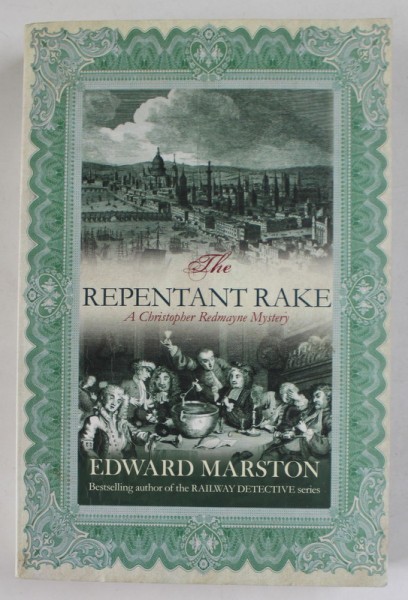 The
REPENTANT RAKE
A Christopher Redmayne Mystery
EDWARD MARSTON
Bestselling author of the RAILWAY DETECTIVE series